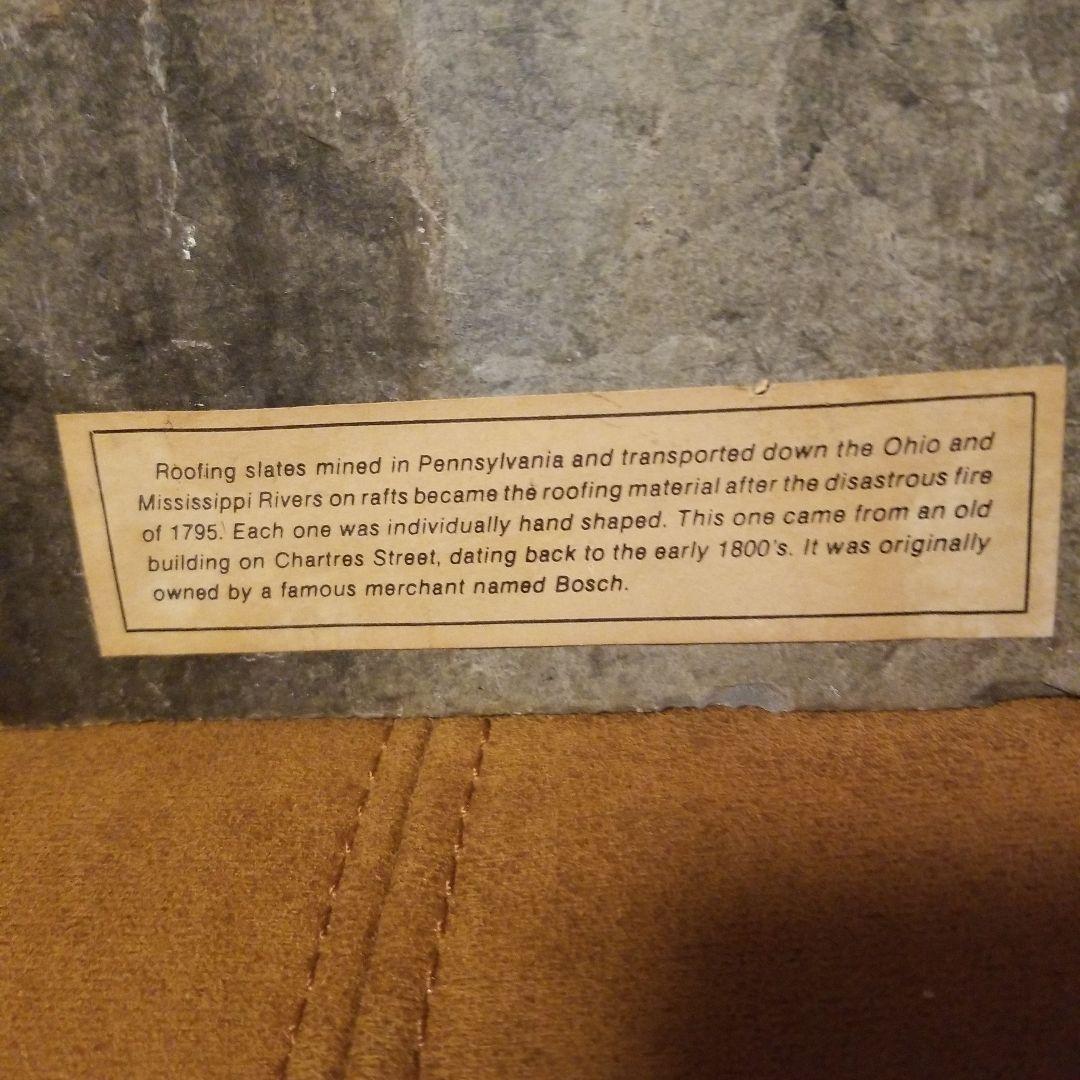 Roofing slates mined in Pennsylvania and transported down the Ohio and
Mississippi Rivers on rafts became the roofing material after the disastrous fire
of 1795. Each one was individually hand shaped. This one came from an old
building on Chartres Street, dating back to the early 1800's. It was originally
owned by a famous merchant named Bosch.